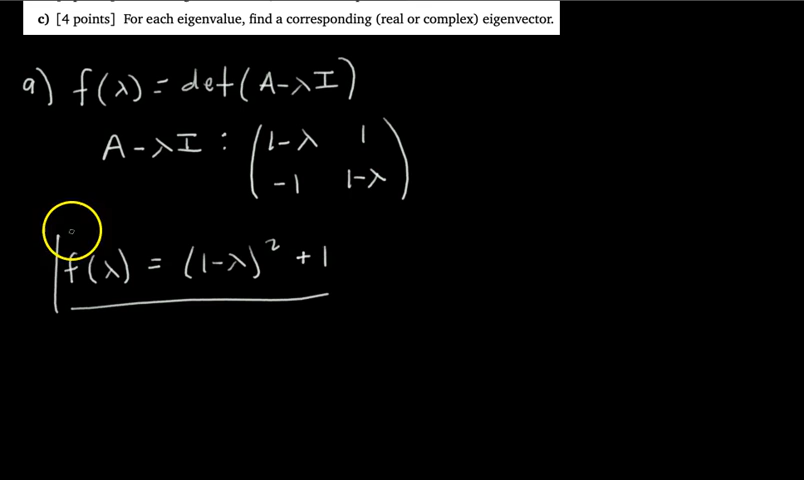 c) [4 points] For each eigenvalue, find a corresponding (real or complex) eigenvector.
a) f(λ) = det(A-λI)
A-λI : (1-λ 1
-1 1-λ)
f(λ) = (1-λ)² + 1